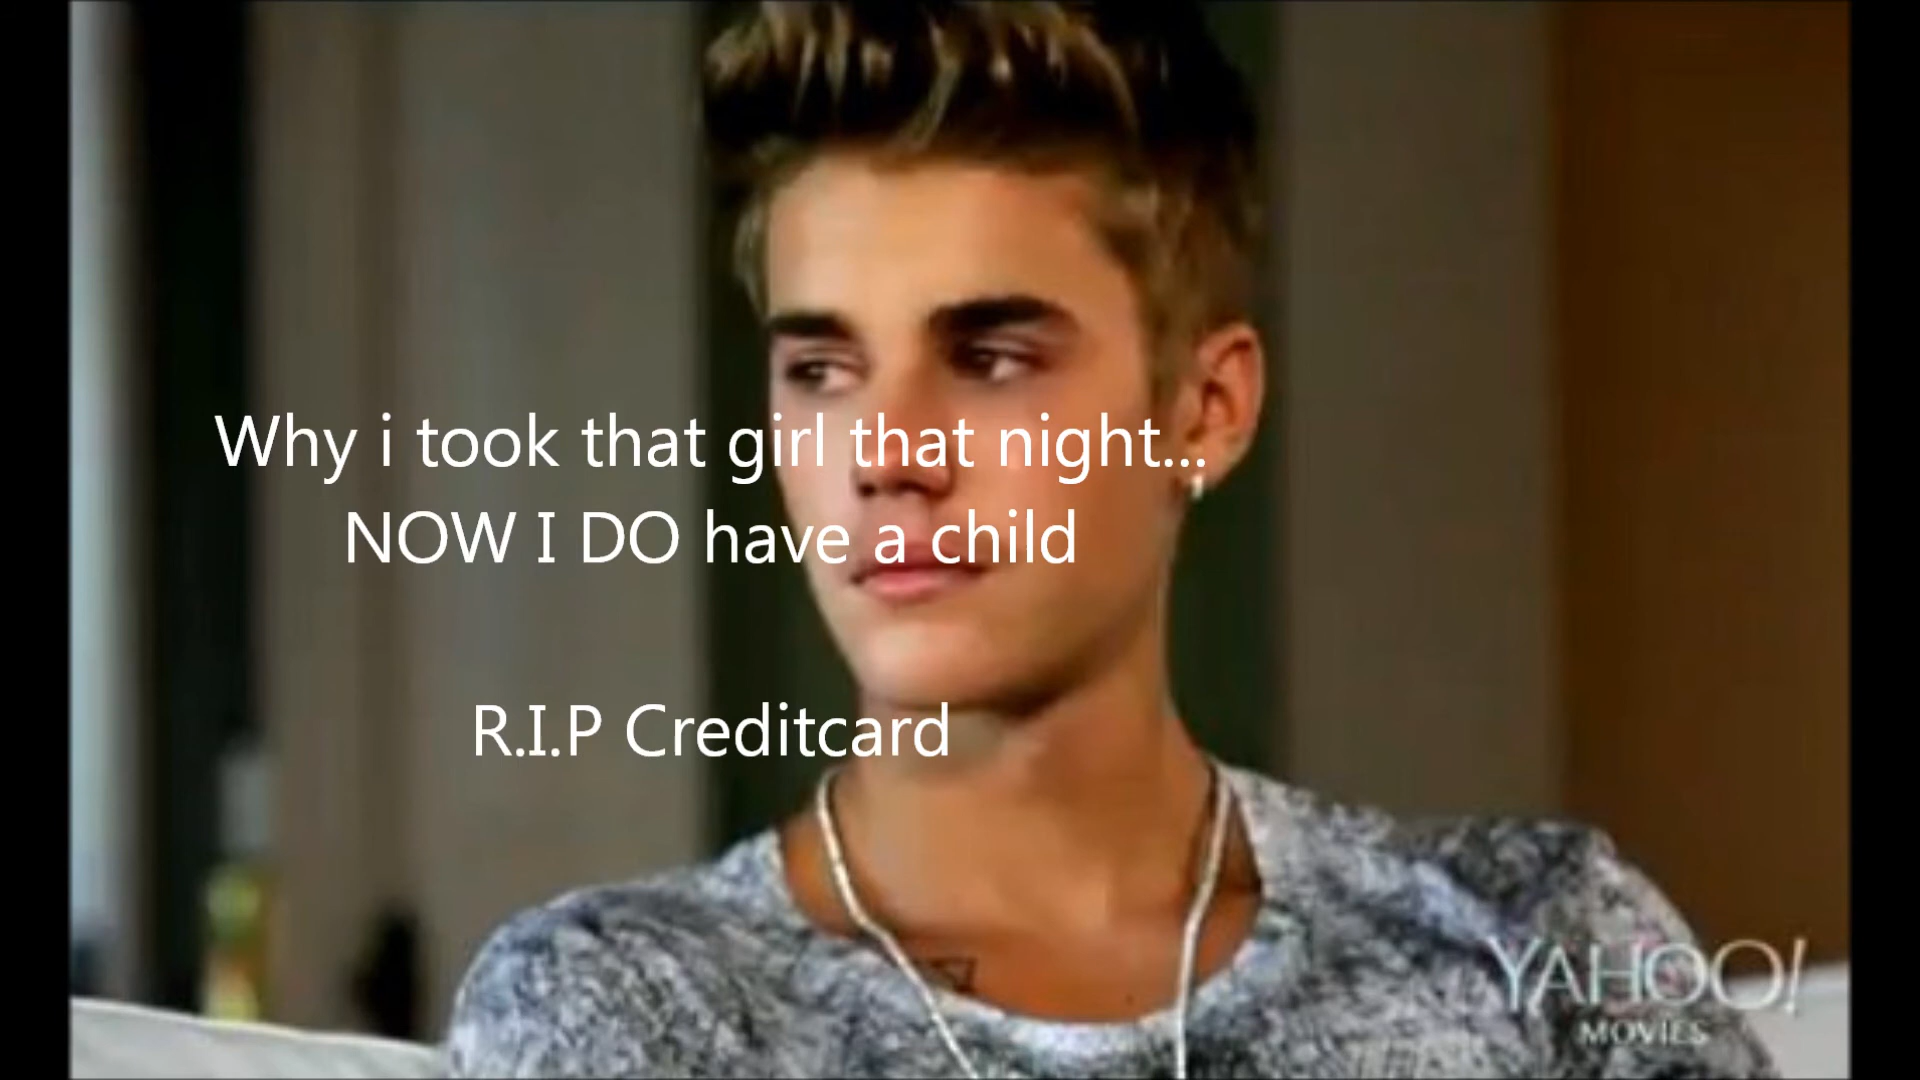 Why i took that girl that night...
NOW I DO have a child
R.I.P Creditcard
YAHOO!
MOVIES